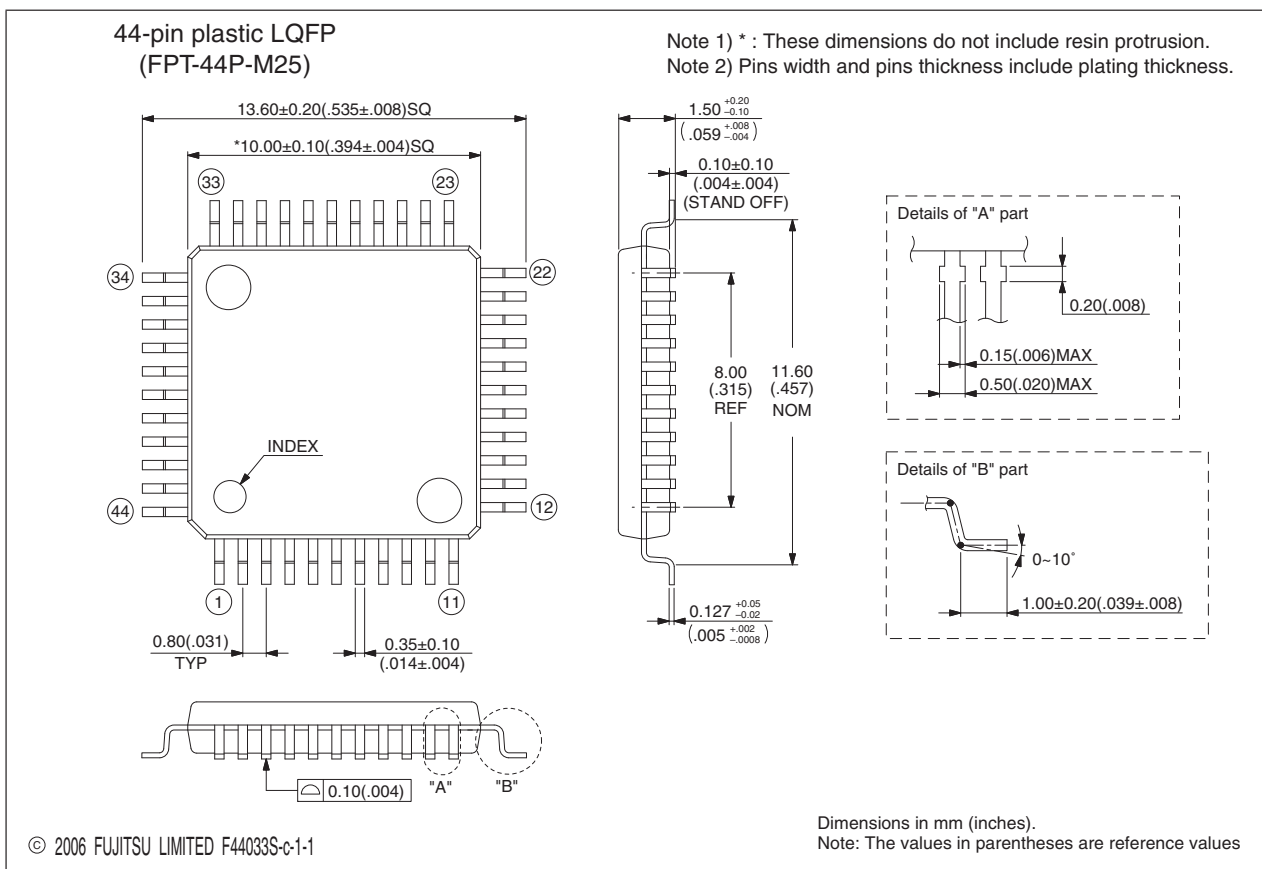 44-pin plastic LQFP
(FPT-44P-M25)
Note 1) * : These dimensions do not include resin protrusion.
Note 2) Pins width and pins thickness include plating thickness.
13.60±0.20(.535±.008)SQ
*10.00±0.10(.394±.004)SQ
33
23
34
22
INDEX
44
12
1
11
0.80(.031)
TYP
0.35±0.10
(.014±.004)
1.50 +0.20 –0.10
(.059 +.008 –.004)
0.10±0.10
(.004±.004)
(STAND OFF)
8.00
(.315)
REF
11.60
(.457)
NOM
0.127 +0.05 –0.02
(.005 +.002 –.0008)
Details of "A" part
0.20(.008)
0.15(.006)MAX
0.50(.020)MAX
Details of "B" part
0~10˚
1.00±0.20(.039±.008)
0.10(.004)
"A"
"B"
© 2006 FUJITSU LIMITED F44033S-c-1-1
Dimensions in mm (inches).
Note: The values in parentheses are reference values